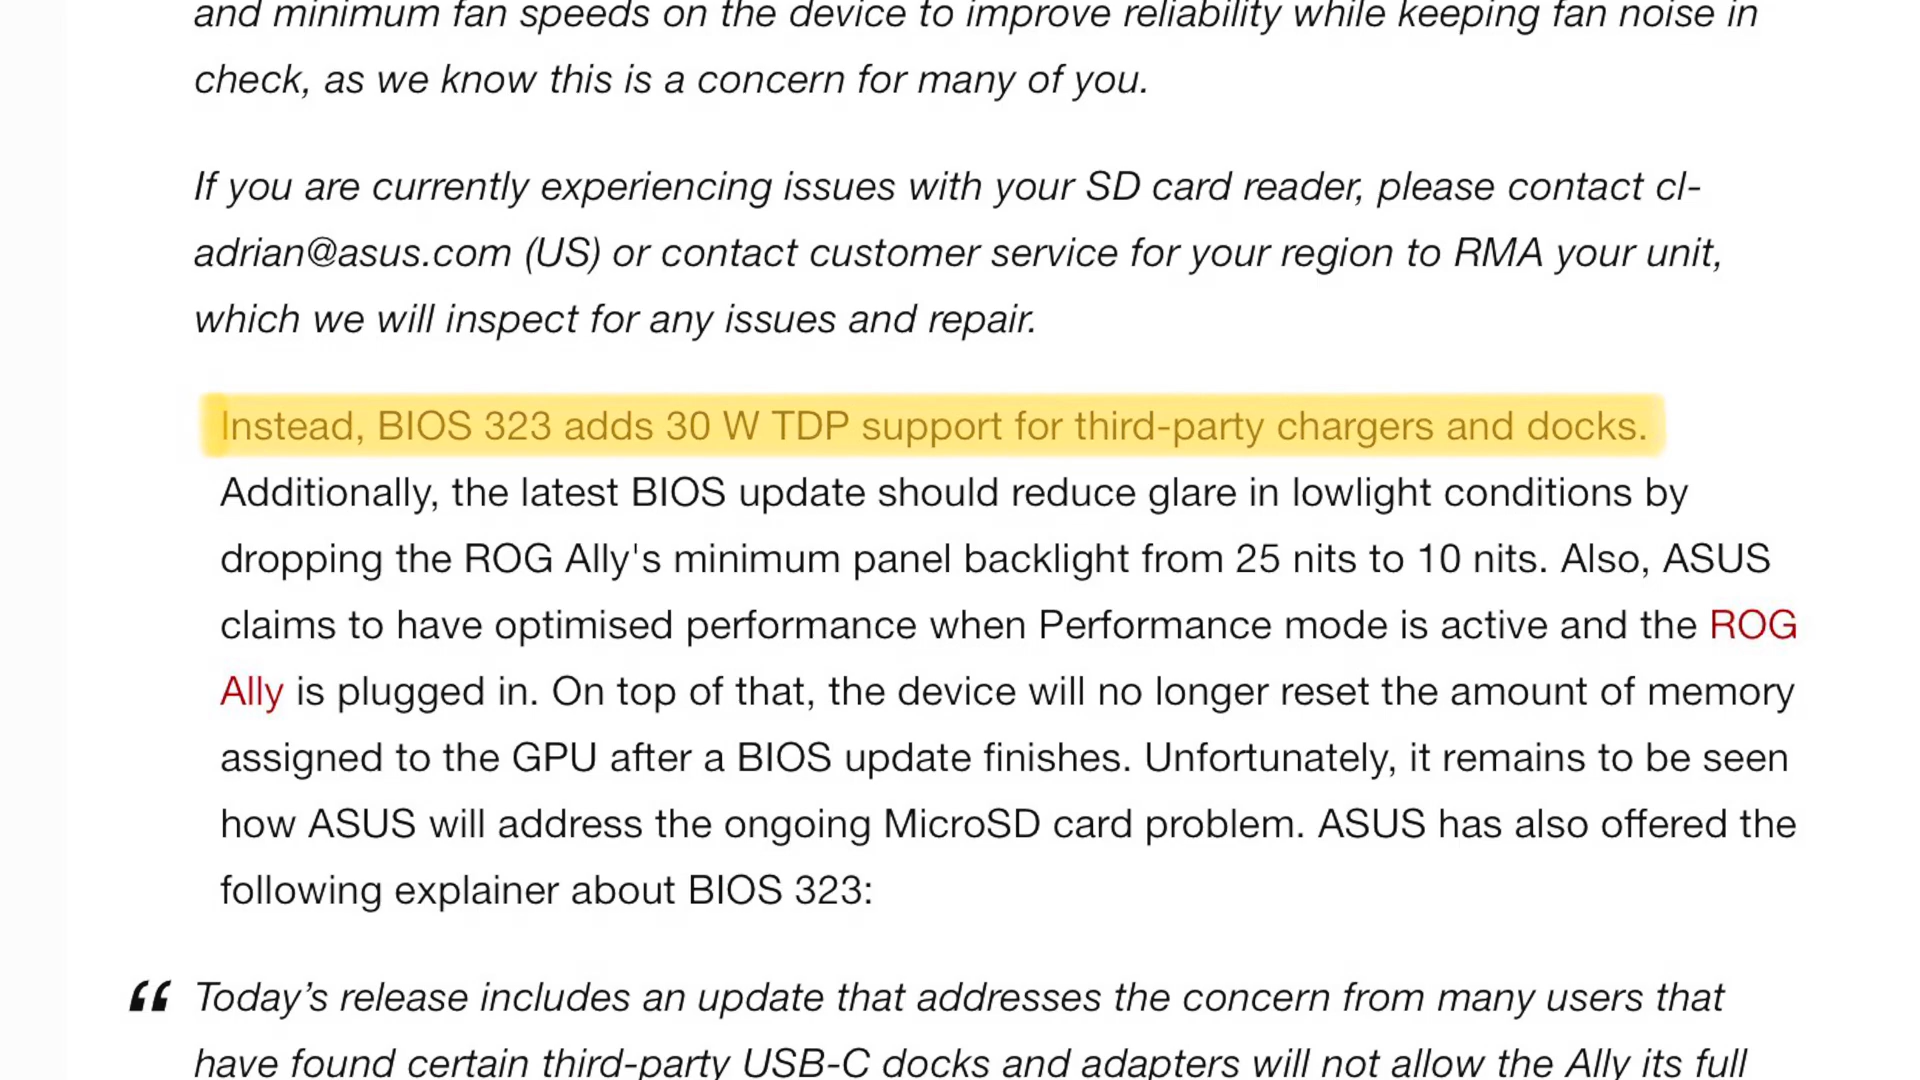 and minimum fan speeds on the device to improve reliability while keeping fan noise in
check, as we know this is a concern for many of you.
If you are currently experiencing issues with your SD card reader, please contact cl-
adrian@asus.com (US) or contact customer service for your region to RMA your unit,
which we will inspect for any issues and repair.
Instead, BIOS 323 adds 30 W TDP support for third-party chargers and docks.
Additionally, the latest BIOS update should reduce glare in lowlight conditions by
dropping the ROG Ally's minimum panel backlight from 25 nits to 10 nits. Also, ASUS
claims to have optimised performance when Performance mode is active and the ROG
Ally is plugged in. On top of that, the device will no longer reset the amount of memory
assigned to the GPU after a BIOS update finishes. Unfortunately, it remains to be seen
how ASUS will address the ongoing MicroSD card problem. ASUS has also offered the
following explainer about BIOS 323:
“ Today’s release includes an update that addresses the concern from many users that
have found certain third-party USB-C docks and adapters will not allow the Ally its full